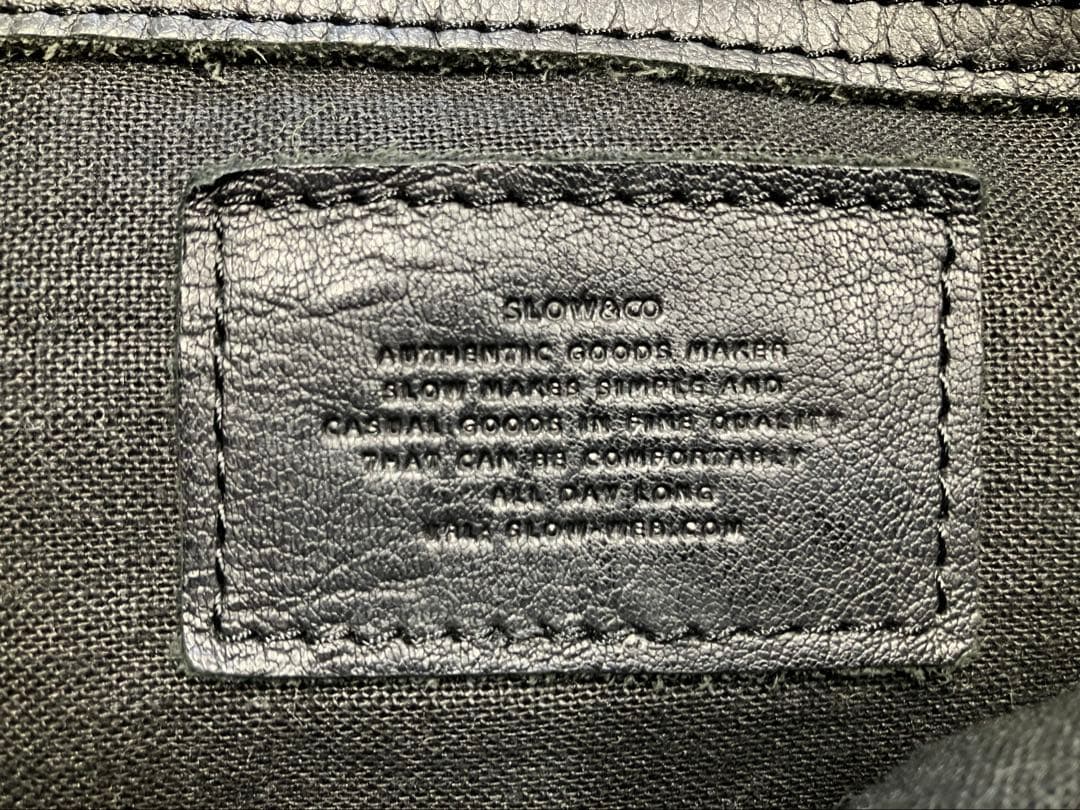 SLOW&CO
AUTHENTIC GOODS MAKER
SLOW MAKES SIMPLE AND
CASUAL GOODS IN FINE QUALITY
THAT CAN BE COMFORTABLY
ALL DAY LONG
SLOW-WEB.COM